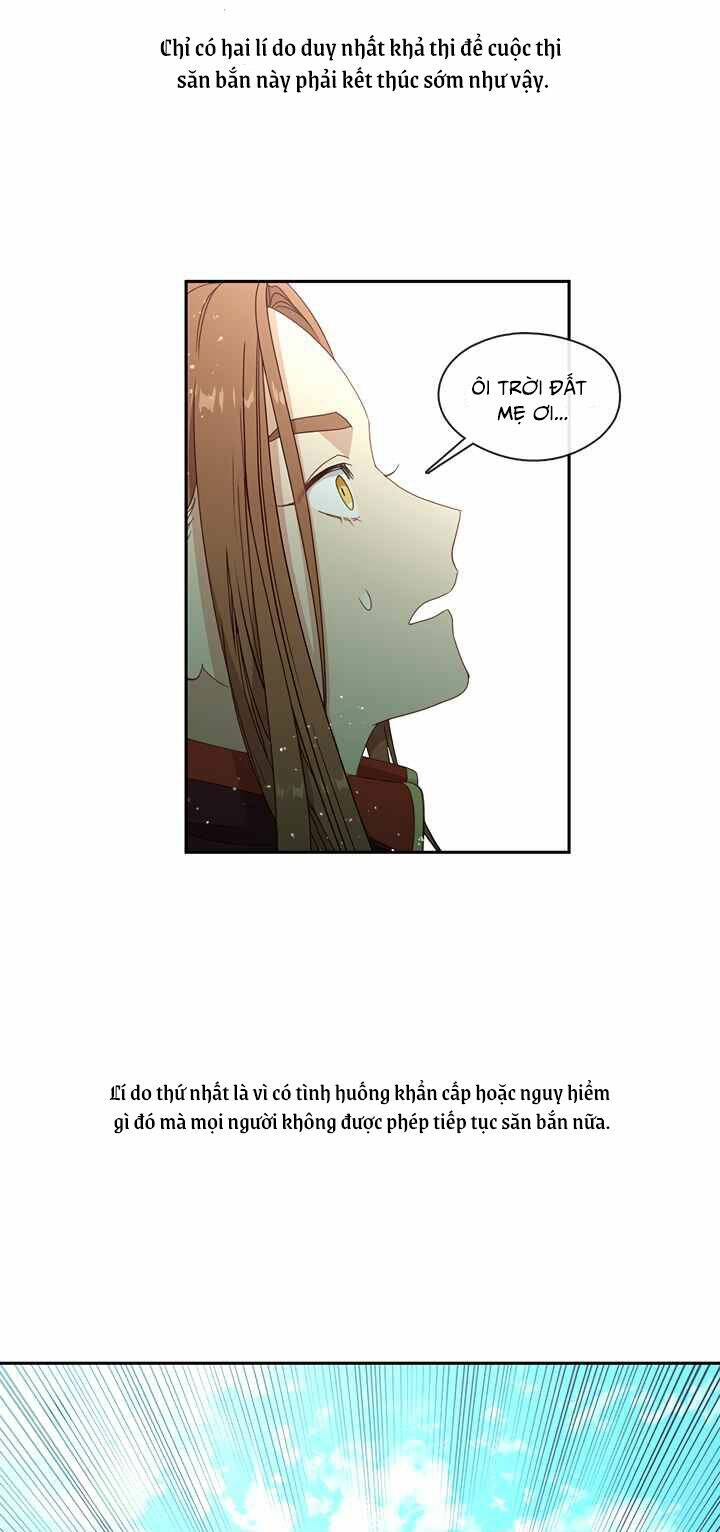 Chỉ có hai lí do duy nhất khả thi để cuộc thi
săn bắn này phải kết thúc sớm như vậy.
ÔI TRỜI ĐẤT
MẸ ƠI...
Lí do thứ nhất là vì có tình huống khẩn cấp hoặc nguy hiểm
gì đó mà mọi người không được phép tiếp tục săn bắn nữa.